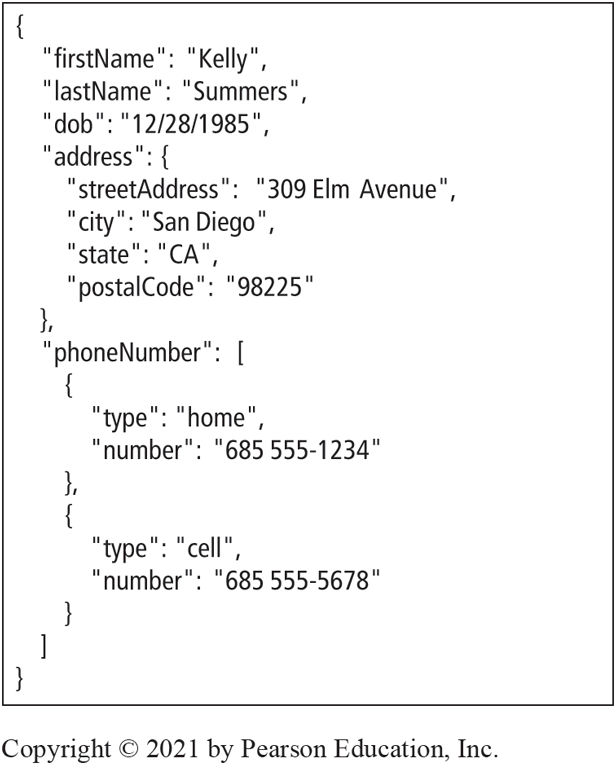 {
"firstName": "Kelly",
"lastName": "Summers",
"dob": "12/28/1985",
"address": {
"streetAddress": "309 Elm Avenue",
"city": "San Diego",
"state": "CA",
"postalCode": "98225"
},
"phoneNumber": [
{
"type": "home",
"number": "685 555-1234"
},
{
"type": "cell",
"number": "685 555-5678"
}
]
}
Copyright © 2021 by Pearson Education, Inc.